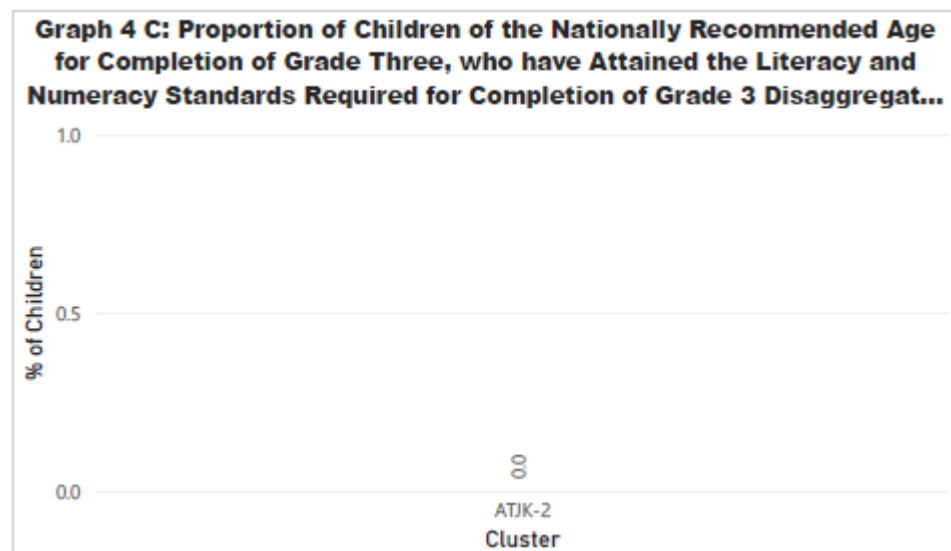 Graph 4 C: Proportion of Children of the Nationally Recommended Age
for Completion of Grade Three, who have Attained the Literacy and
Numeracy Standards Required for Completion of Grade 3 Disaggregat...
1.0
% of Children
0.5
0.0
0.0
ATJK-2
Cluster